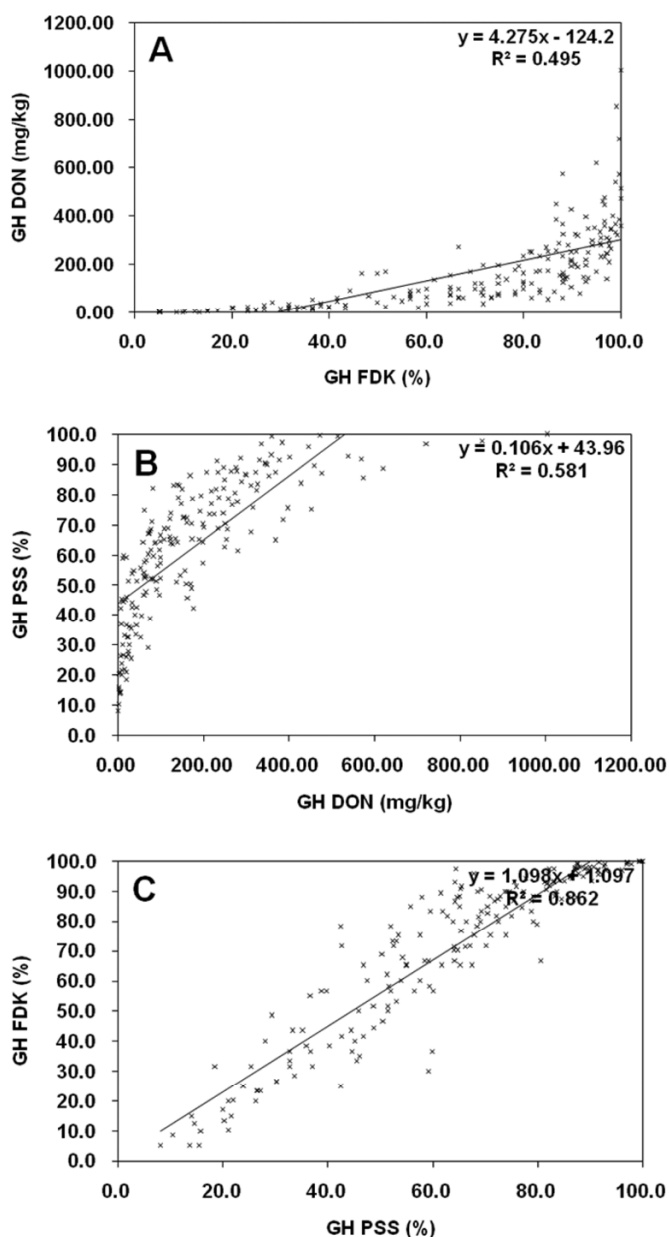 A
y = 4.275x - 124.2
R² = 0.495
1200.00
1000.00
800.00
600.00
400.00
200.00
0.00
0.0 20.0 40.0 60.0 80.0 100.0
GH DON (mg/kg)
GH FDK (%)
B
y = 0.106x + 43.96
R² = 0.581
100.0
90.0
80.0
70.0
60.0
50.0
40.0
30.0
20.0
10.0
0.0
0.00 200.00 400.00 600.00 800.00 1000.00 1200.00
GH PSS (%)
GH DON (mg/kg)
C
y = 1.098x + 1.097
R² = 0.862
100.0
90.0
80.0
70.0
60.0
50.0
40.0
30.0
20.0
10.0
0.0
0.0 20.0 40.0 60.0 80.0 100.0
GH FDK (%)
GH PSS (%)